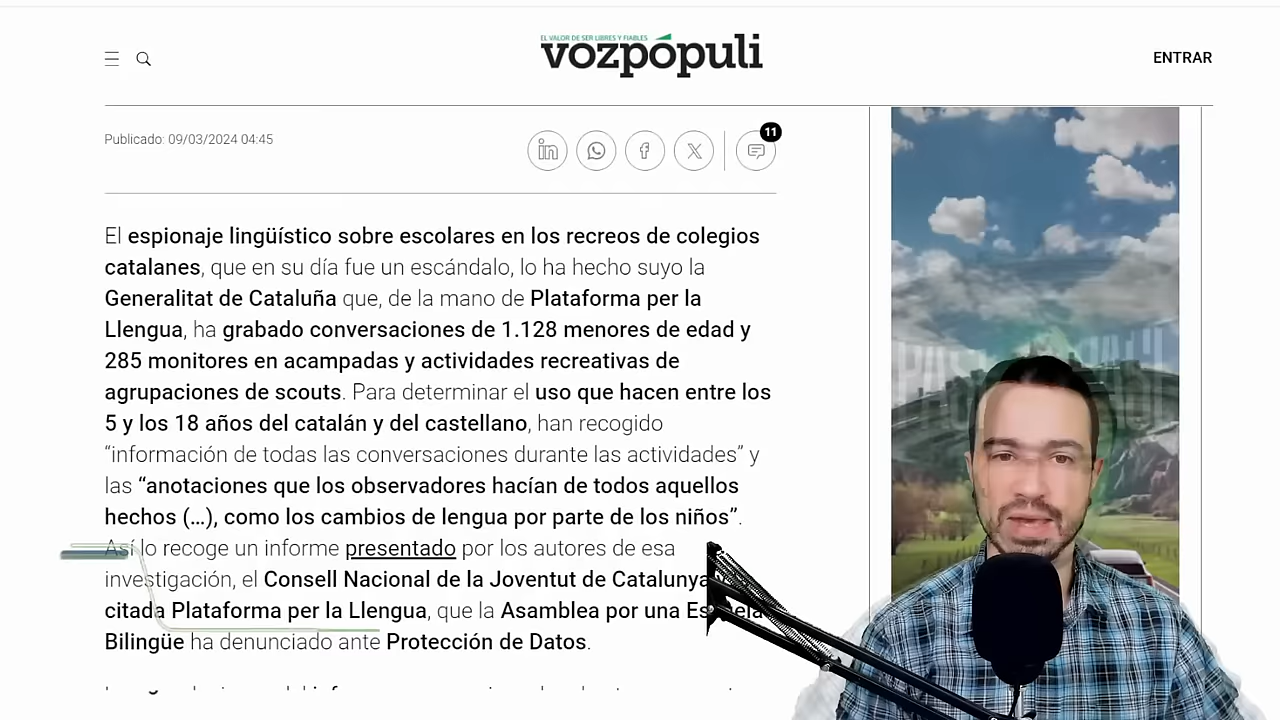 EL VALOR DE SER LIBRES Y FIABLES
vozpópuli
ENTRAR
Publicado: 09/03/2024 04:45
11
El espionaje lingüístico sobre escolares en los recreos de colegios
catalanes, que en su día fue un escándalo, lo ha hecho suyo la
Generalitat de Cataluña que, de la mano de Plataforma per la
Llengua, ha grabado conversaciones de 1.128 menores de edad y
285 monitores en acampadas y actividades recreativas de
agrupaciones de scouts. Para determinar el uso que hacen entre los
5 y los 18 años del catalán y del castellano, han recogido
“información de todas las conversaciones durante las actividades” y
las “anotaciones que los observadores hacían de todos aquellos
hechos (...), como los cambios de lengua por parte de los niños”.
Así lo recoge un informe presentado por los autores de esa
investigación, el Consell Nacional de la Joventut de Catalunya y
citada Plataforma per la Llengua, que la Asamblea por una Escuela
Bilingüe ha denunciado ante Protección de Datos.